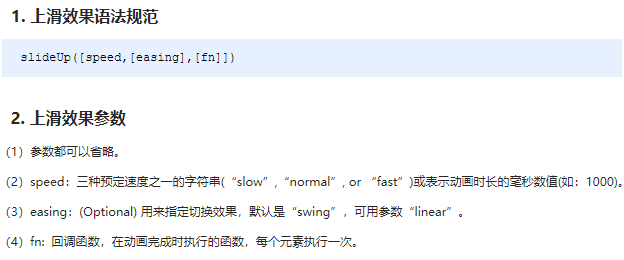 1. 上滑效果语法规范
slideUp([speed,[easing],[fn]])
2. 上滑效果参数
（1）参数都可以省略。
（2）speed：三种预定速度之一的字符串(“slow”,“normal”, or “fast”)或表示动画时长的毫秒数值(如：1000)。
（3）easing：(Optional) 用来指定切换效果，默认是“swing”，可用参数“linear”。
（4）fn: 回调函数，在动画完成时执行的函数，每个元素执行一次。